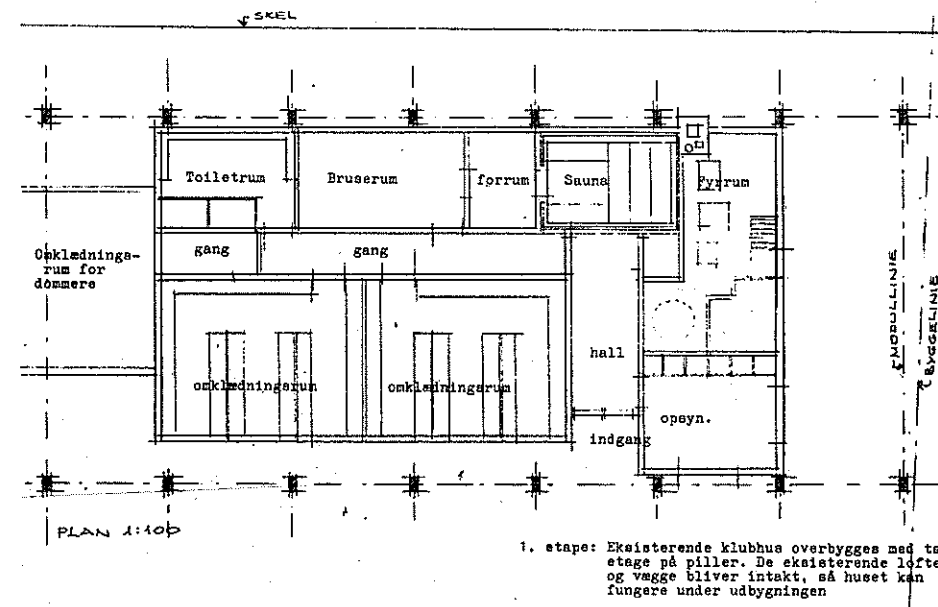 SKEL
Toiletrum
Bruserum
forrum
Sauna
Fyrrum
gang
gang
Omklædnings-
rum for
dommere
hall
MODULLINIE
BYGGELINIE
omklædningsrum
omklædningsrum
opsyn.
indgang
PLAN 1:100
1. etape: Eksisterende klubhus overbygges med
etage på piller. De eksisterende lofte
og vægge bliver intakt, så huset kan
fungere under udbygningen